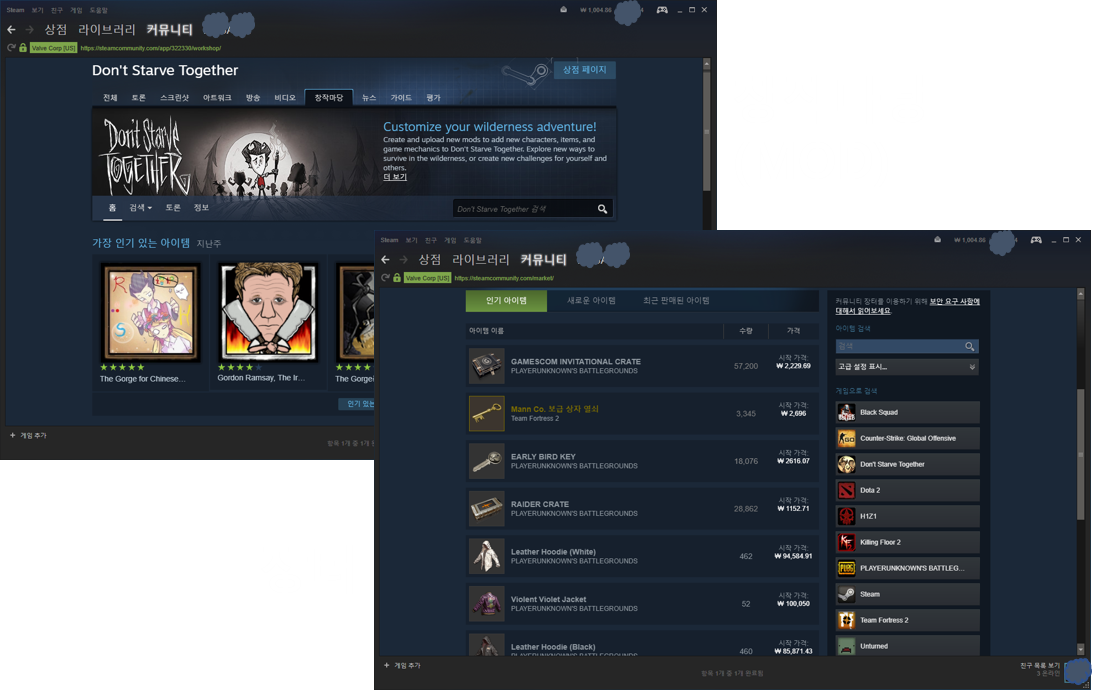 Steam 보기 친구 게임 도움말
₩ 1,004.86
상점 라이브러리 커뮤니티
Valve Corp [US] https://steamcommunity.com/app/322330/workshop/
Don't Starve Together
상점 페이지
전체 토론 스크린샷 아트워크 방송 비디오 창작마당 뉴스 가이드 평가
Don't Starve TOGETHER
Customize your wilderness adventure!
Create and upload new mods to add new characters, items, and
game mechanics to Don't Starve Together. Explore new ways to
survive in the wilderness, or create new challenges for yourself and
others.
더 보기
홈 검색 토론 정보
Don't Starve Together 검색
가장 인기 있는 아이템 지난주
R
S
The Gorge for Chinese...
Gordon Ramsay, The Ir...
The Gorge
인기 있는
+ 게임 추가
항목 1개 중 1개
Steam 보기 친구 게임 도움말
₩ 1,004.86
상점 라이브러리 커뮤니티
Valve Corp [US] https://steamcommunity.com/market/
인기 아이템 새로운 아이템 최근 판매된 아이템
아이템 이름 수량 가격
GAMESCOM INVITATIONAL CRATE
PLAYERUNKNOWN'S BATTLEGROUNDS
57,200
시작 가격:
₩ 2,229.69
Mann Co. 보급 상자 열쇠
Team Fortress 2
3,345
시작 가격:
₩ 2,696
EARLY BIRD KEY
PLAYERUNKNOWN'S BATTLEGROUNDS
18,076
시작 가격:
₩ 2616.07
RAIDER CRATE
PLAYERUNKNOWN'S BATTLEGROUNDS
28,862
시작 가격:
₩ 1152.71
Leather Hoodie (White)
PLAYERUNKNOWN'S BATTLEGROUNDS
462
시작 가격:
₩ 94,584.91
Violent Violet Jacket
PLAYERUNKNOWN'S BATTLEGROUNDS
52
시작 가격:
₩ 100,050
Leather Hoodie (Black)
PLAYERUNKNOWN'S BATTLEGROUNDS
460
시작 가격:
₩ 85,871.43
커뮤니티 장터를 이용하기 위해 보안 요구 사항에
대해서 읽어보세요.
아이템 검색
검색
고급 설정 표시...
게임으로 검색
Black Squad
Counter-Strike: Global Offensive
Don't Starve Together
Dota 2
H1Z1
Killing Floor 2
PLAYERUNKNOWN'S BATTLEG...
Steam
Team Fortress 2
Unturned
+ 게임 추가
항목 1개 중 1개 완료됨
친구 목록 보기
3 온라인